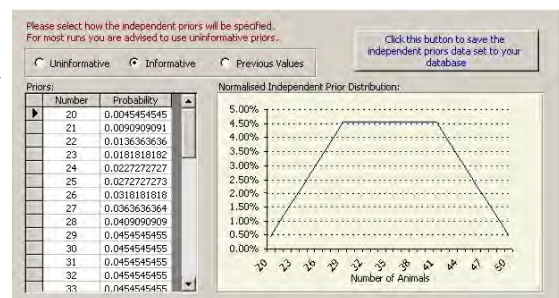 Please select how the independent priors will be specified.
For most runs you are advised to use uninformative priors.
Click this button to save the
independent priors data set to your
database
Uninformative Informative Previous Values
Priors:
Number Probability
20 0.0045454545
21 0.0090909091
22 0.0136363636
23 0.0181818182
24 0.0227272727
25 0.0272727273
26 0.0318181818
27 0.0363636364
28 0.0409090909
29 0.0454545455
30 0.0454545455
31 0.0454545455
32 0.0454545455
33 0.0454545455
Normalised Independent Prior Distribution:
5.00%
4.50%
4.00%
3.50%
3.00%
2.50%
2.00%
1.50%
1.00%
0.50%
0.00%
20 23 26 29 32 35 38 41 44 47 50
Number of Animals